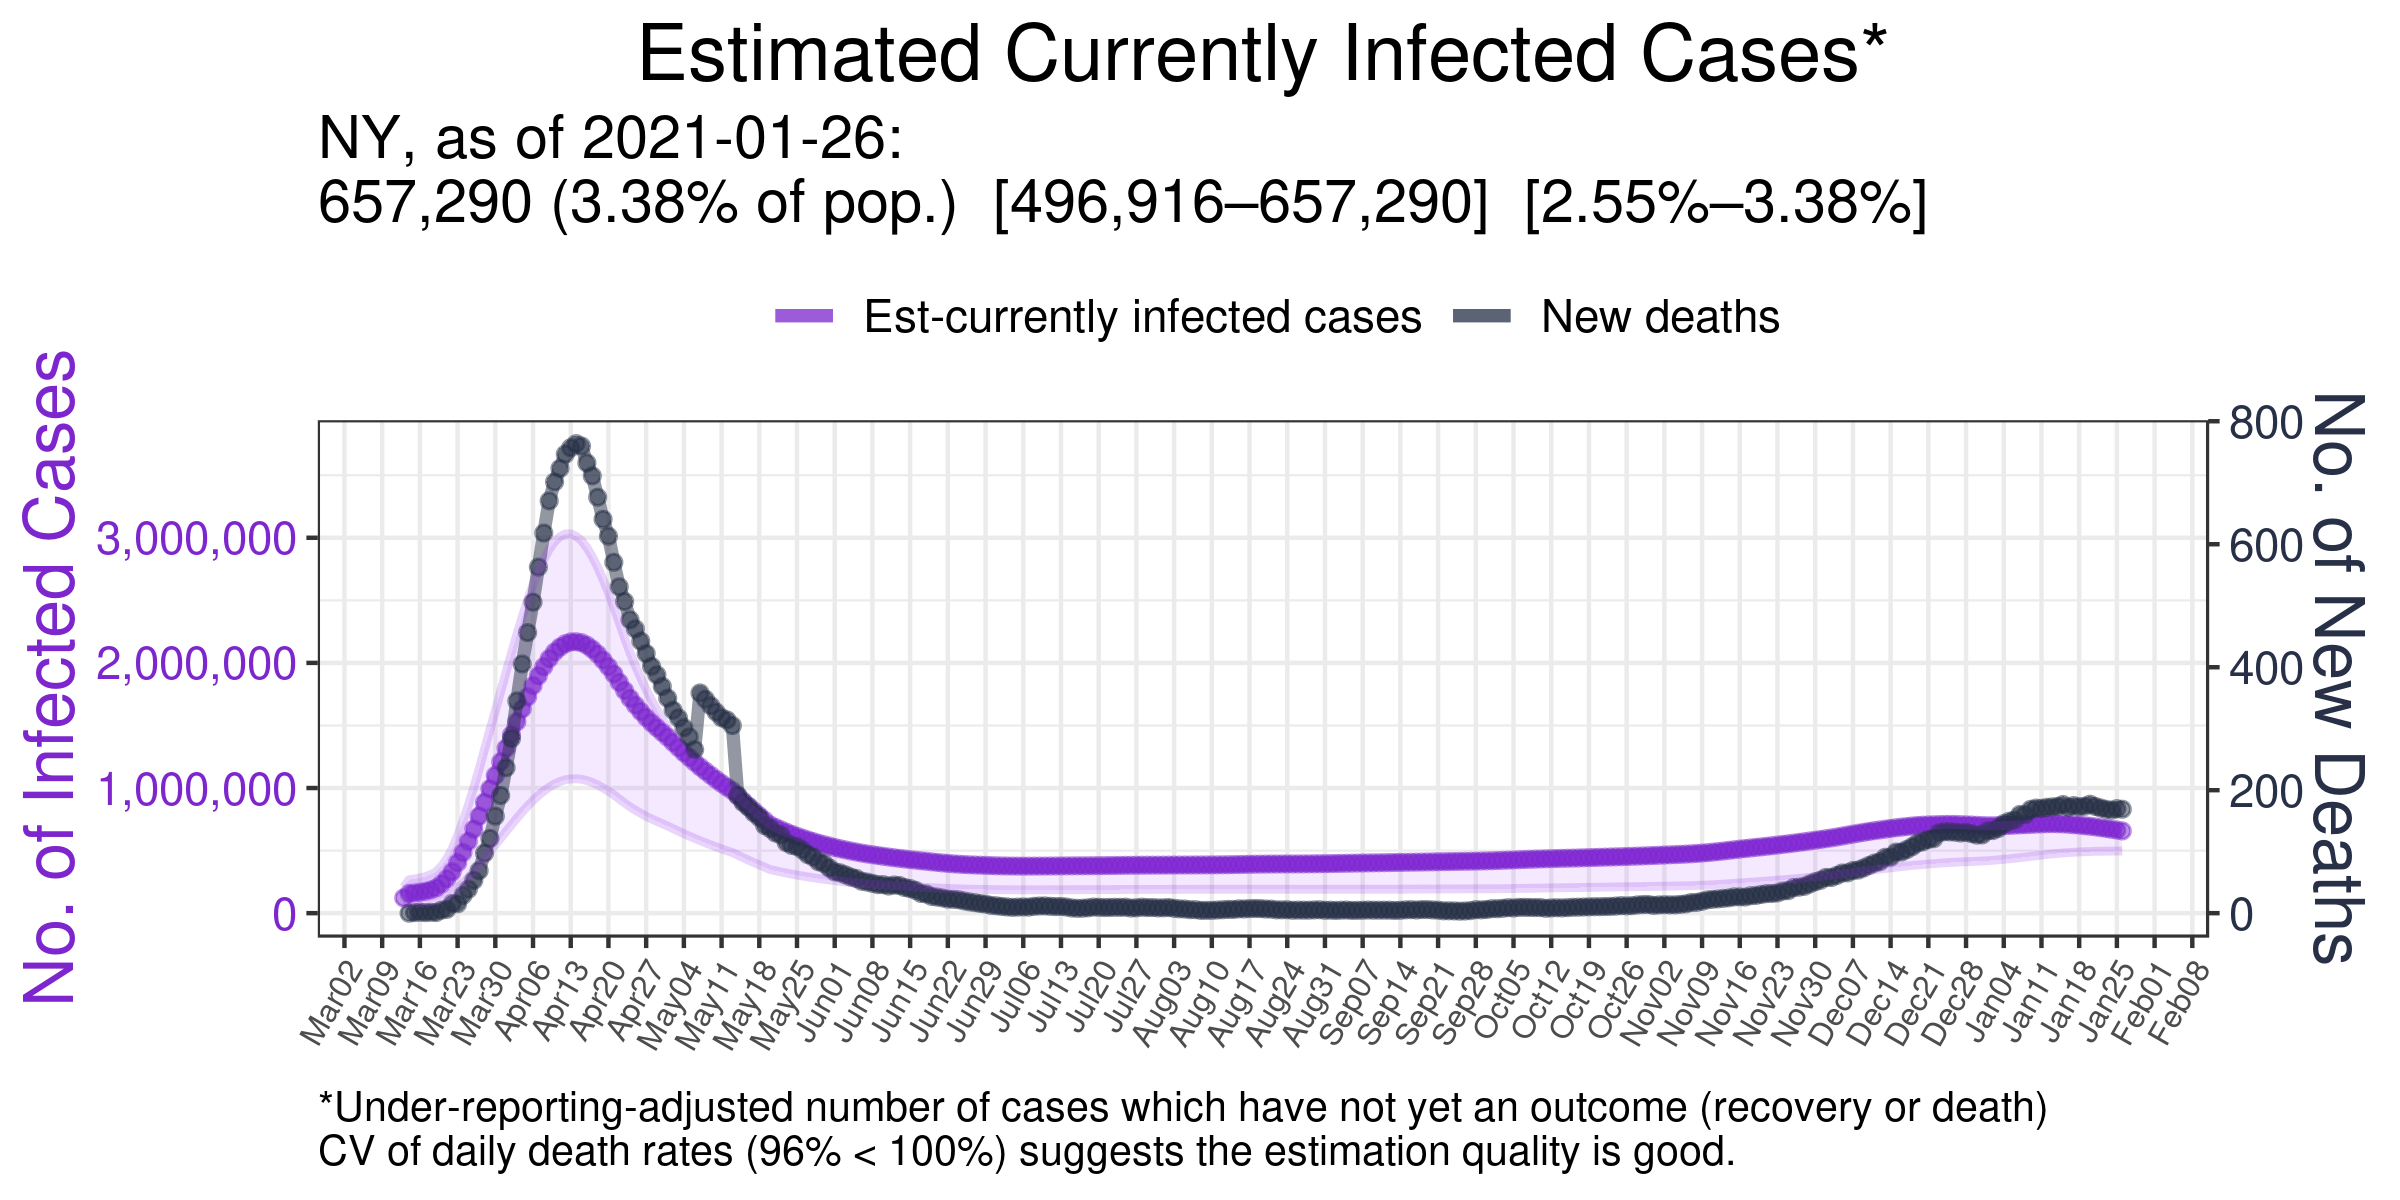 Estimated Currently Infected Cases*
NY, as of 2021-01-26:
657,290 (3.38% of pop.) [496,916–657,290] [2.55%–3.38%]
Est-currently infected cases
New deaths
No. of Infected Cases
3,000,000
2,000,000
1,000,000
0
800
600
400
200
0
No. of New Deaths
Mar02
Mar09
Mar16
Mar23
Mar30
Apr06
Apr13
Apr20
Apr27
May04
May11
May18
May25
Jun01
Jun08
Jun15
Jun22
Jun29
Jul06
Jul13
Jul20
Jul27
Aug03
Aug10
Aug17
Aug24
Aug31
Sep07
Sep14
Sep21
Sep28
Oct05
Oct12
Oct19
Oct26
Nov02
Nov09
Nov16
Nov23
Nov30
Dec07
Dec14
Dec21
Dec28
Jan04
Jan11
Jan18
Jan25
Feb01
Feb08
*Under-reporting-adjusted number of cases which have not yet an outcome (recovery or death)
CV of daily death rates (96% < 100%) suggests the estimation quality is good.